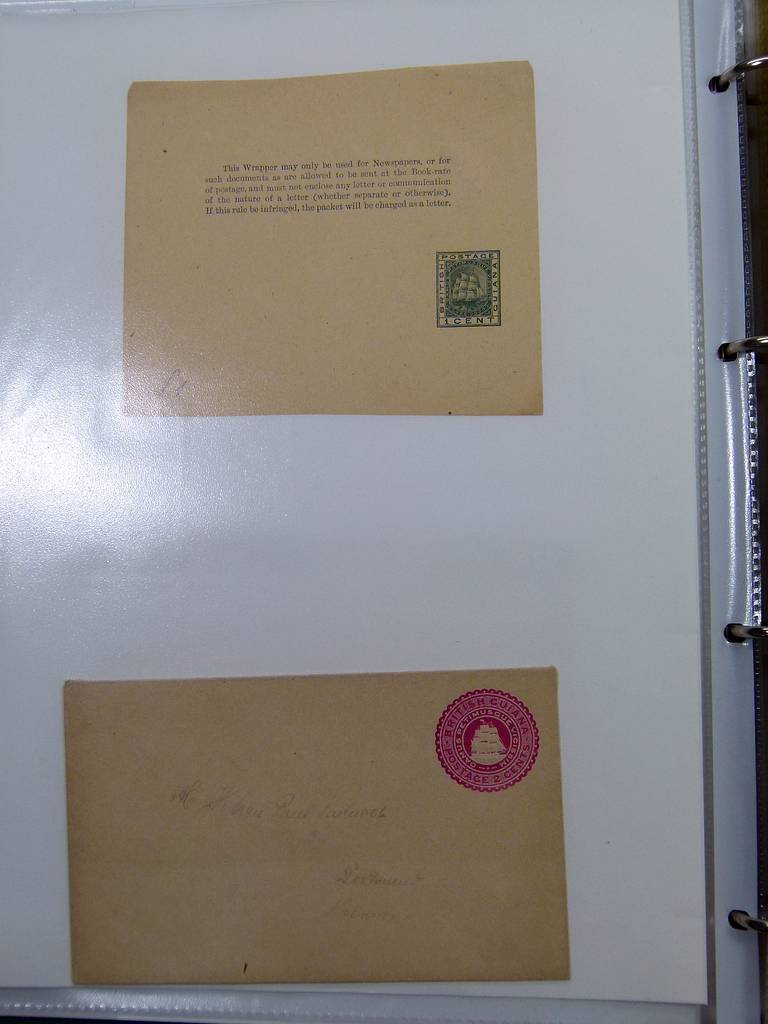 This Wrapper may only be used for Newspapers, or for
such documents as are allowed to be sent at the Book-rate
of postage, and must not enclose any letter or communication
of the nature of a letter (whether separate or otherwise).
If this rule be infringed, the packet will be charged as a letter.
POSTAGE
BRITISH
GUIANA
1 CENT
BRITISH GUIANA
DAMUS PETIMUSQUE VICISSIM
POSTAGE 2 CENTS